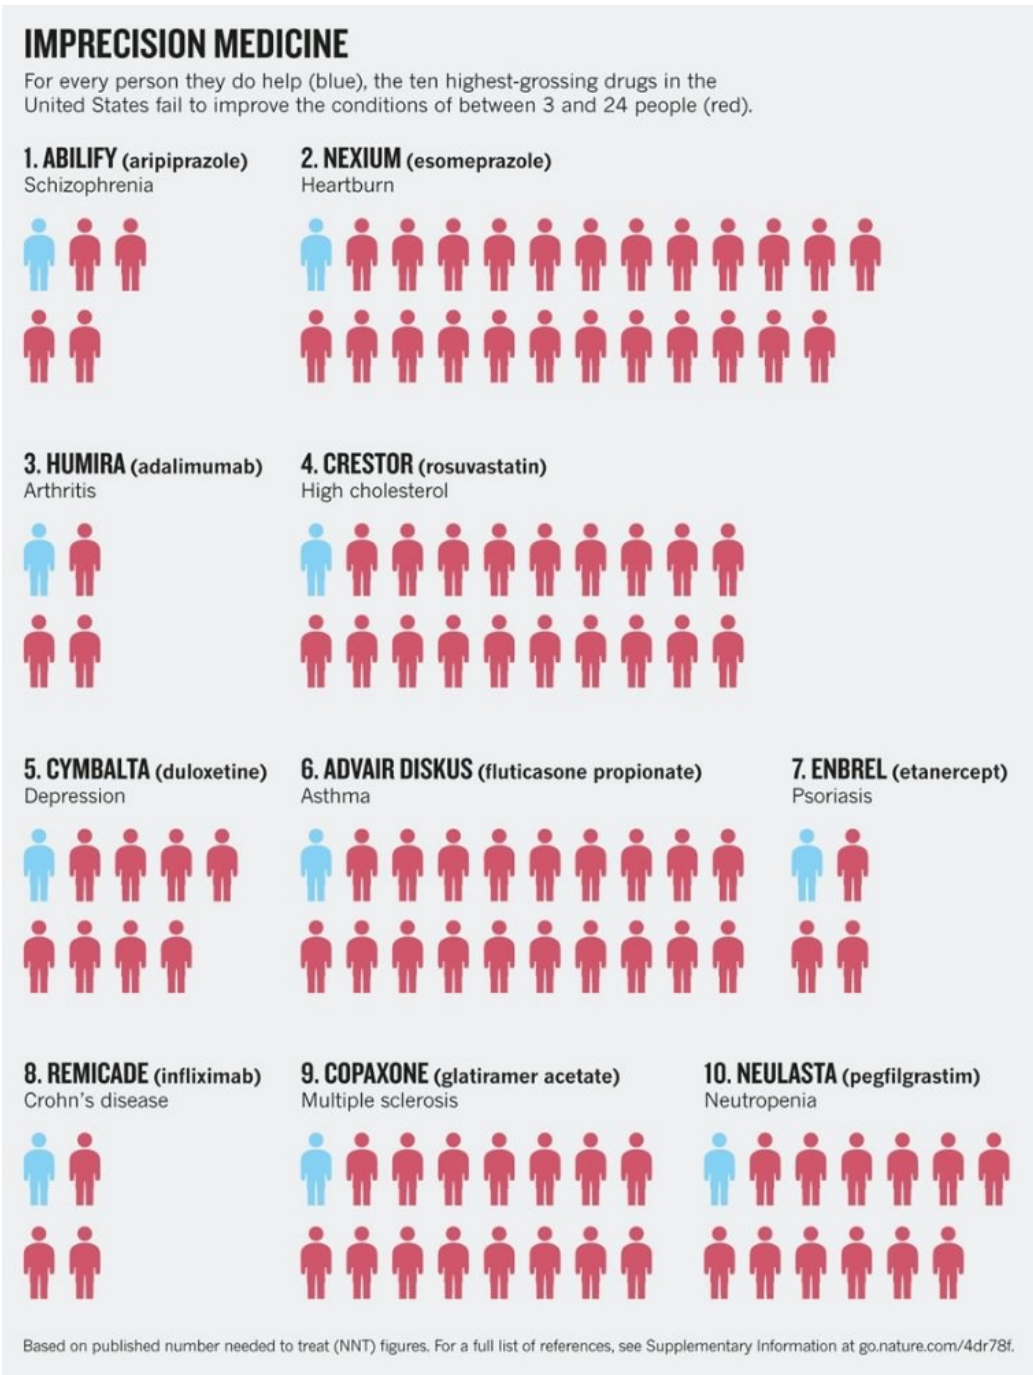 IMPRECISION MEDICINE
For every person they do help (blue), the ten highest-grossing drugs in the
United States fail to improve the conditions of between 3 and 24 people (red).
1. ABILIFY (aripiprazole)
Schizophrenia
2. NEXIUM (esomeprazole)
Heartburn
3. HUMIRA (adalimumab)
Arthritis
4. CRESTOR (rosuvastatin)
High cholesterol
5. CYMBALTA (duloxetine)
Depression
6. ADVAIR DISKUS (fluticasone propionate)
Asthma
7. ENBREL (etanercept)
Psoriasis
8. REMICADE (infliximab)
Crohn's disease
9. COPAXONE (glatiramer acetate)
Multiple sclerosis
10. NEULASTA (pegfilgrastim)
Neutropenia
Based on published number needed to treat (NNT) figures. For a full list of references, see Supplementary Information at go.nature.com/4dr78f.